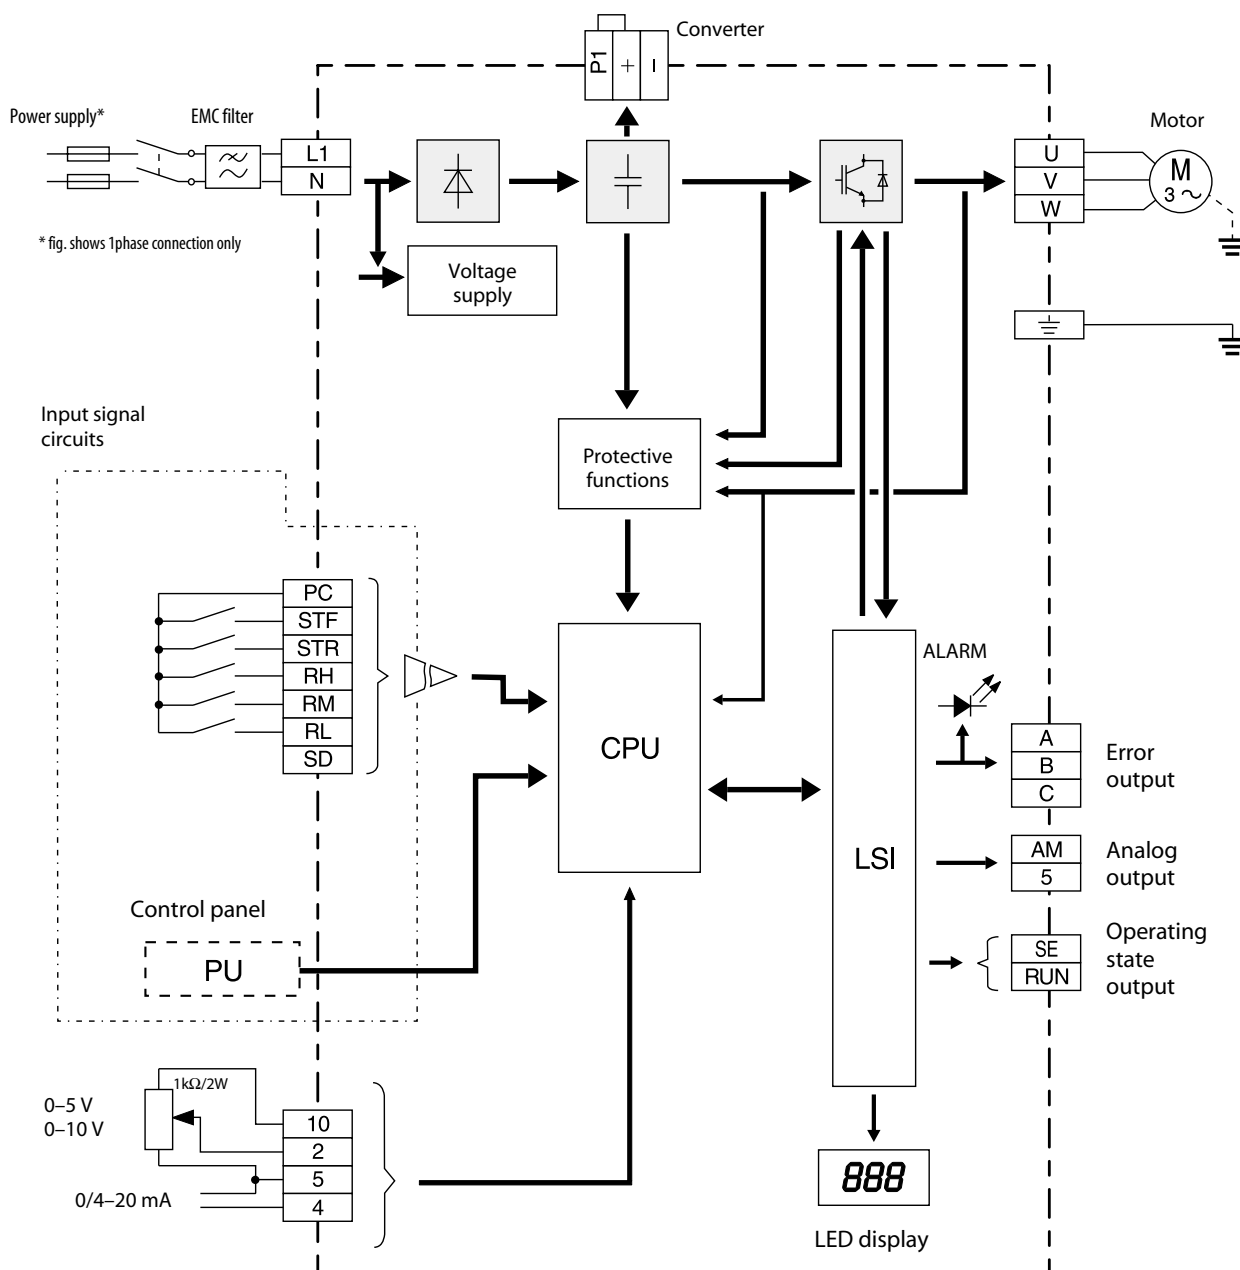 Converter
P1
+
−
Power supply*
EMC filter
L1
N
* fig. shows 1phase connection only
Voltage
supply
U
V
W
Motor
M
3 ~
Input signal
circuits
Protective
functions
PC
STF
STR
RH
RM
RL
SD
CPU
LSI
ALARM
A
B
C
Error
output
AM
5
Analog
output
SE
RUN
Operating
state
output
Control panel
PU
1kΩ/2W
0–5 V
0–10 V
0/4–20 mA
10
2
5
4
888
LED display